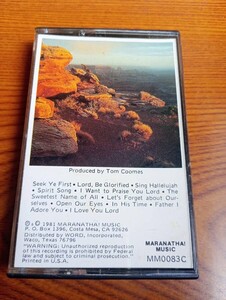 Produced by Tom Coomes
Seek Ye First • Lord, Be Glorified • Sing Hallelujah
• Spirit Song • I Want to Praise You Lord • The
Sweetest Name of All • Let's Forget about Our-
selves • Open Our Eyes • In His Time • Father I
Adore You • I Love You Lord
©℗ 1981 MARANATHA! MUSIC
P. O. Box 1396, Costa Mesa, CA 92626
Distributed by WORD, Incorporated,
Waco, Texas 76796
"WARNING: Unauthorized reproduction
of this recording is prohibited by Federal
law and subject to criminal prosecution."
Printed in U.S.A.
MARANATHA!
MUSIC
MM0083C